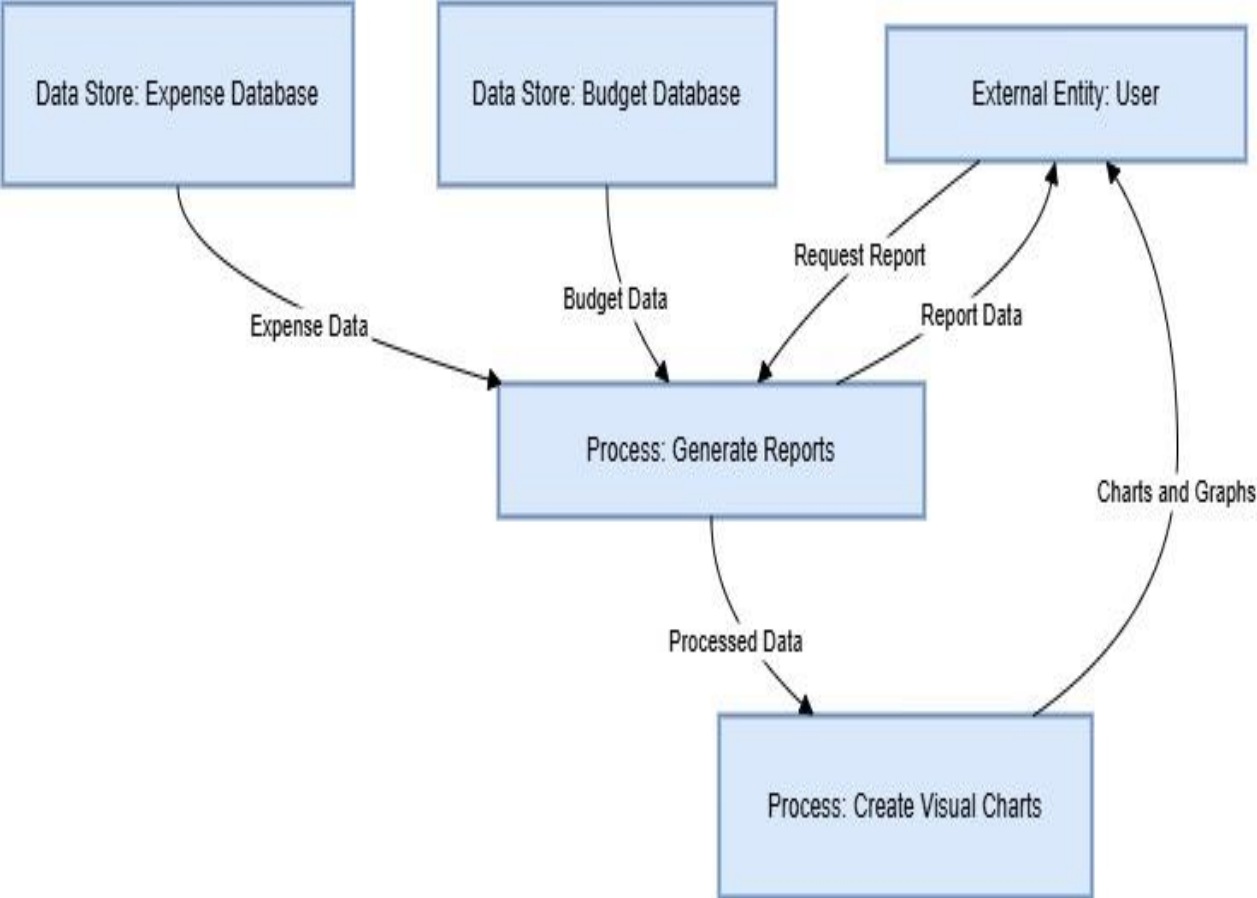 Data Store: Expense Database
Data Store: Budget Database
External Entity: User
Request Report
Budget Data
Report Data
Expense Data
Process: Generate Reports
Charts and Graphs
Processed Data
Process: Create Visual Charts